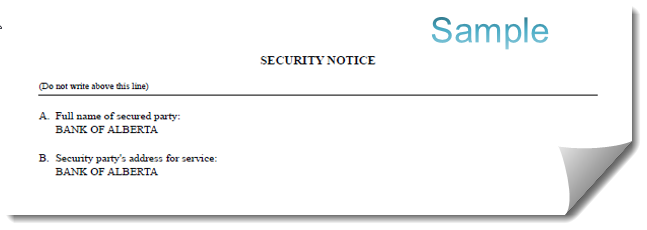 Sample
SECURITY NOTICE
(Do not write above this line)
A. Full name of secured party:
BANK OF ALBERTA
B. Security party's address for service:
BANK OF ALBERTA